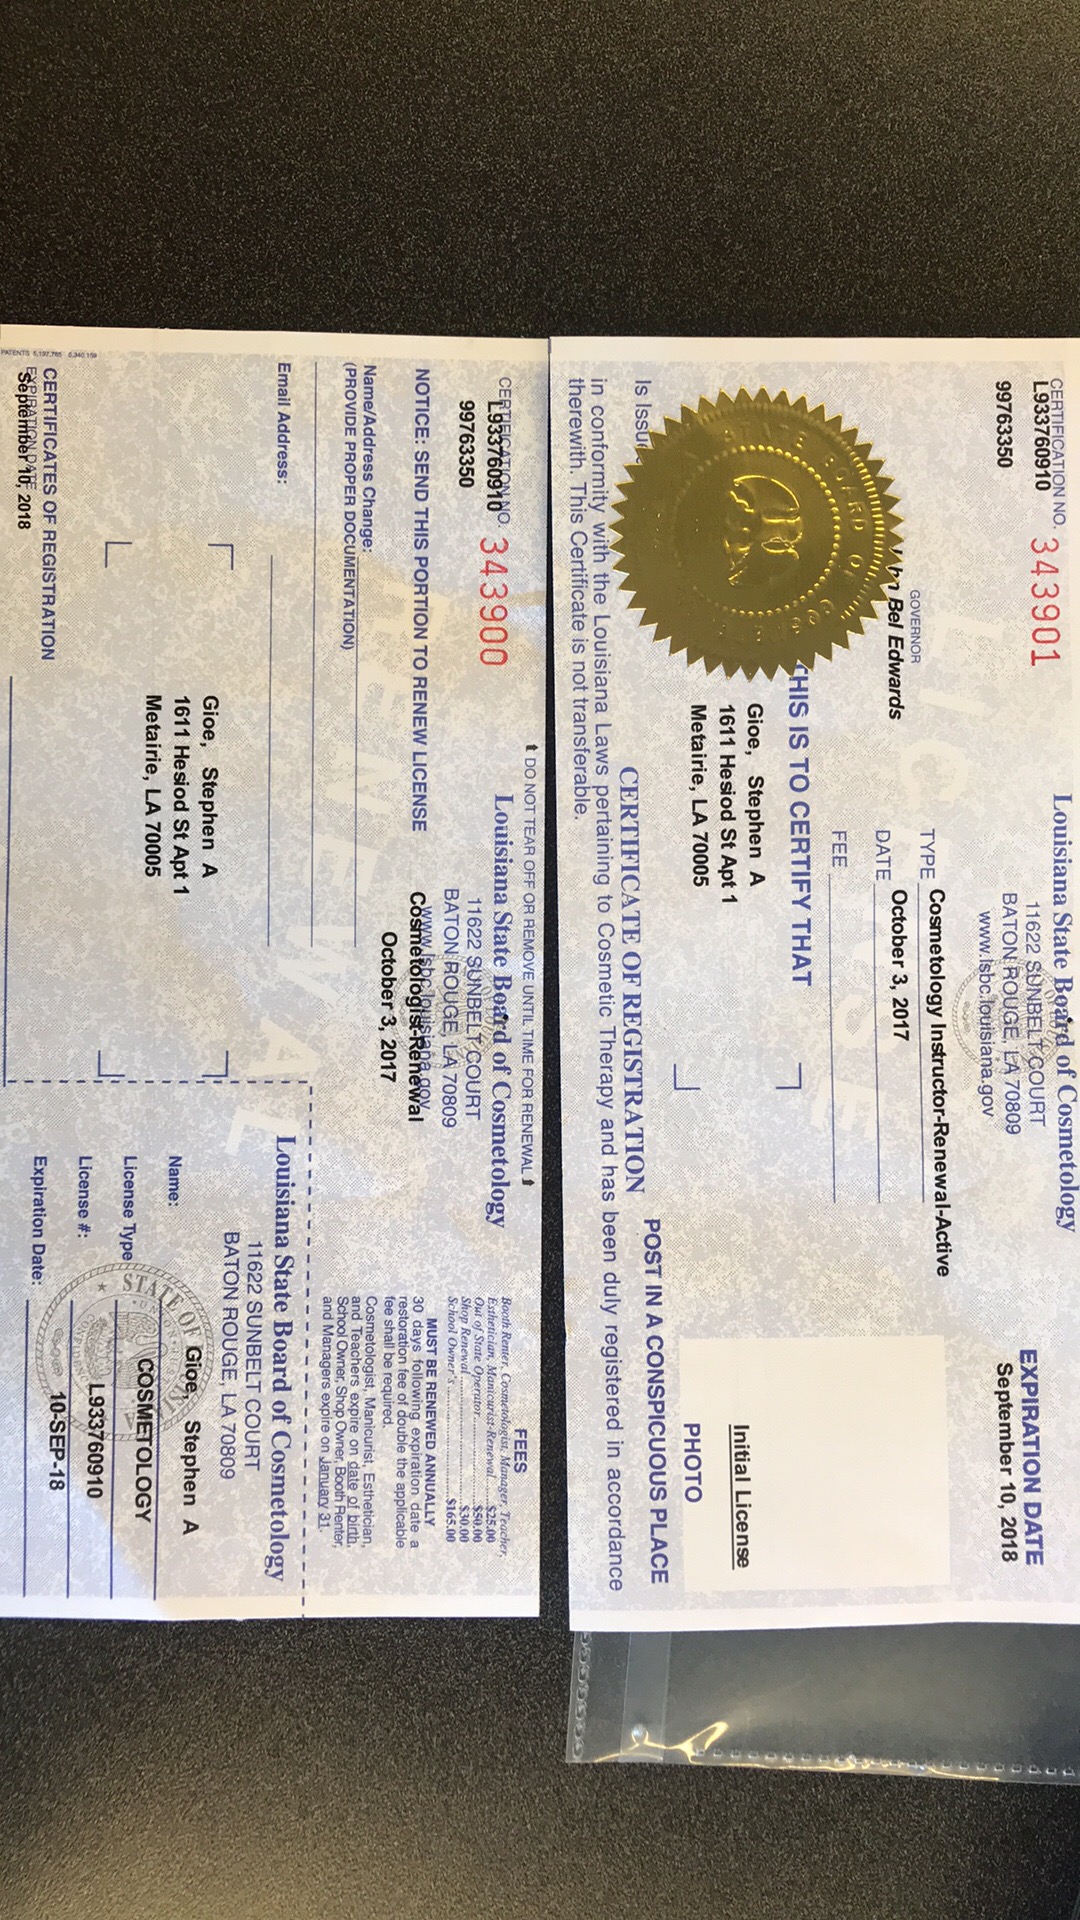 Louisiana State Board of Cosmetology
11622 SUNBELT COURT
BATON ROUGE, LA 70809
www.lsbc.louisiana.gov
CERTIFICATION NO. 343901
L933760910
99763350
EXPIRATION DATE
September 10, 2018
GOVERNOR
Bel Edwards
TYPE Cosmetology Instructor-Renewal-Active
DATE October 3, 2017
FEE
THIS IS TO CERTIFY THAT
Gioe, Stephen A
1611 Hesiod St Apt 1
Metairie, LA 70005
Initial License
PHOTO
STATE BOARD OF
CERTIFICATE OF REGISTRATION
POST IN A CONSPICUOUS PLACE
Is Issu
in conformity with the Louisiana Laws pertaining to Cosmetic Therapy and has been duly registered in accordance
therewith. This Certificate is not transferable.
DO NOT TEAR OFF OR REMOVE UNTIL TIME FOR RENEWAL
Louisiana State Board of Cosmetology
11622 SUNBELT COURT
BATON ROUGE, LA 70809
www.lsbc.louisiana.gov
CERTIFICATION NO. 343900
L933760910
99763350
Cosmetologist-Renewal
October 3, 2017
NOTICE: SEND THIS PORTION TO RENEW LICENSE
Name/Address Change:
(PROVIDE PROPER DOCUMENTATION)
Email Address:
FEES
Booth Renter, Cosmetologist, Manager, Teacher,
Esthetician, Manicurist-Renewal....$25.00
Out of State Operator....$50.00
Shop Renewal....$30.00
School Owner's....$165.00
MUST BE RENEWED ANNUALLY
30 days following expiration date a
restoration fee of double the applicable
fee shall be required.
Cosmetologist, Manicurist, Esthetician,
and Teachers expire on date of birth.
School Owner, Shop Owner, Booth Renter,
and Managers expire on January 31.
Gioe, Stephen A
1611 Hesiod St Apt 1
Metairie, LA 70005
CERTIFICATES OF REGISTRATION
EXPIRATION DATE
September 10, 2018
PATENTS 5,197,765 5,340,159
Louisiana State Board of Cosmetology
11622 SUNBELT COURT
BATON ROUGE, LA 70809
Name: Gioe, Stephen A
License Type COSMETOLOGY
License #: L933760910
Expiration Date: 10-SEP-18
STATE OF